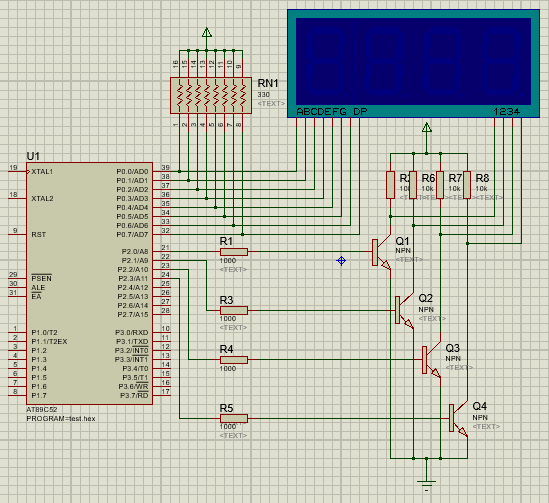 ABCDEFG DP
1234
16 15 14 13 12 11 10 9
RN1
330
<TEXT>
1 2 3 4 5 6 7 8
U1
19 XTAL1
18 XTAL2
9 RST
29 PSEN
30 ALE
31 EA
1 P1.0/T2
2 P1.1/T2EX
3 P1.2
4 P1.3
5 P1.4
6 P1.5
7 P1.6
8 P1.7
P0.0/AD0 39
P0.1/AD1 38
P0.2/AD2 37
P0.3/AD3 36
P0.4/AD4 35
P0.5/AD5 34
P0.6/AD6 33
P0.7/AD7 32
P2.0/A8 21
P2.1/A9 22
P2.2/A10 23
P2.3/A11 24
P2.4/A12 25
P2.5/A13 26
P2.6/A14 27
P2.7/A15 28
P3.0/RXD 10
P3.1/TXD 11
P3.2/INT0 12
P3.3/INT1 13
P3.4/T0 14
P3.5/T1 15
P3.6/WR 16
P3.7/RD 17
AT89C52
PROGRAM=test.hex
R1
1000
<TEXT>
R3
1000
<TEXT>
R4
1000
<TEXT>
R5
1000
<TEXT>
R6
10k
R7
10k
R8
10k
<TEXT>
Q1
NPN
<TEXT>
Q2
NPN
<TEXT>
Q3
NPN
<TEXT>
Q4
NPN
<TEXT>